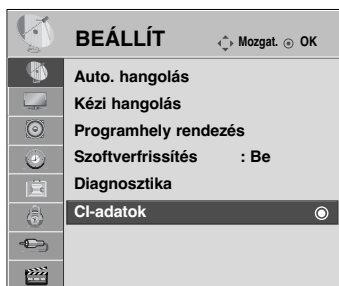 BEÁLLÍT Mozgat. OK
Auto. hangolás
Kézi hangolás
Programhely rendezés
Szoftverfrissítés : Be
Diagnosztika
CI-adatok